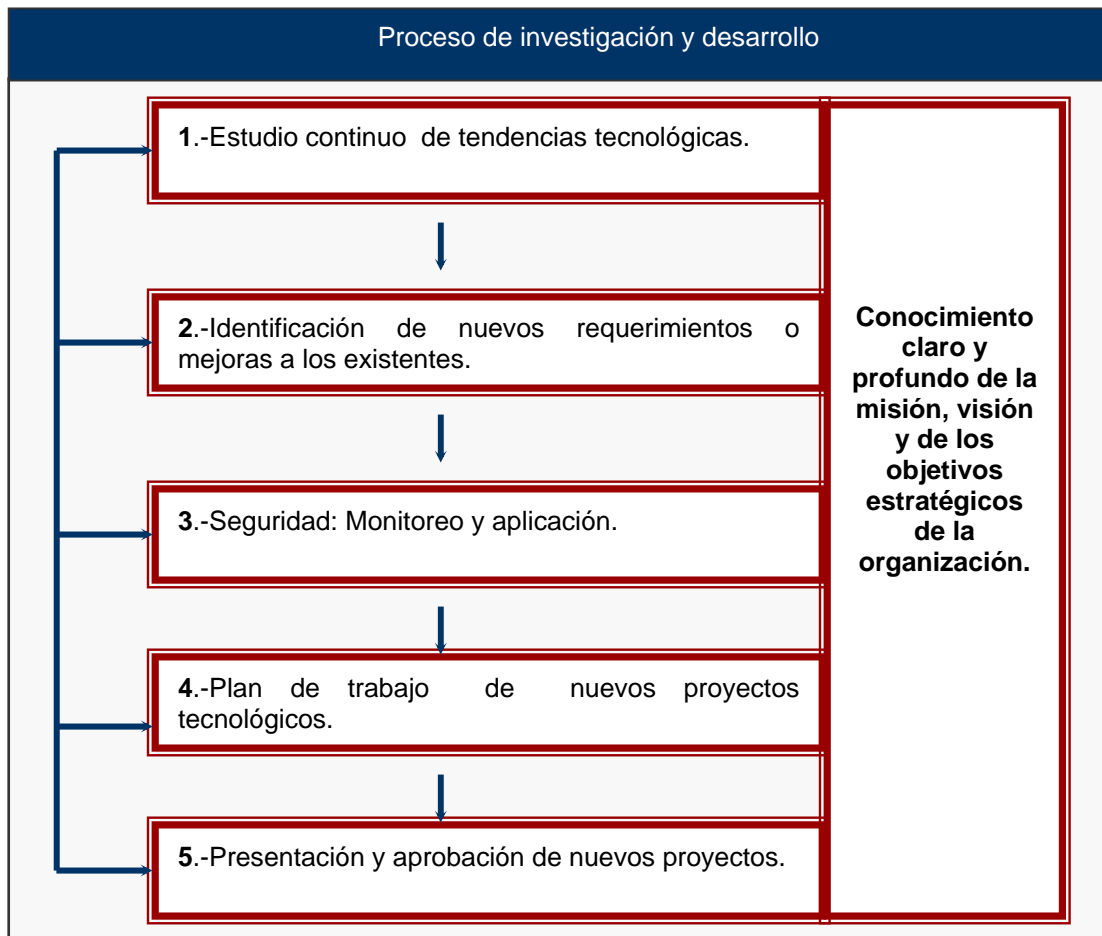 Proceso de investigación y desarrollo
1.-Estudio continuo de tendencias tecnológicas.
2.-Identificación de nuevos requerimientos o
mejoras a los existentes.
3.-Seguridad: Monitoreo y aplicación.
4.-Plan de trabajo de nuevos proyectos
tecnológicos.
5.-Presentación y aprobación de nuevos proyectos.
Conocimiento
claro y
profundo de la
misión, visión
y de los
objetivos
estratégicos
de la
organización.